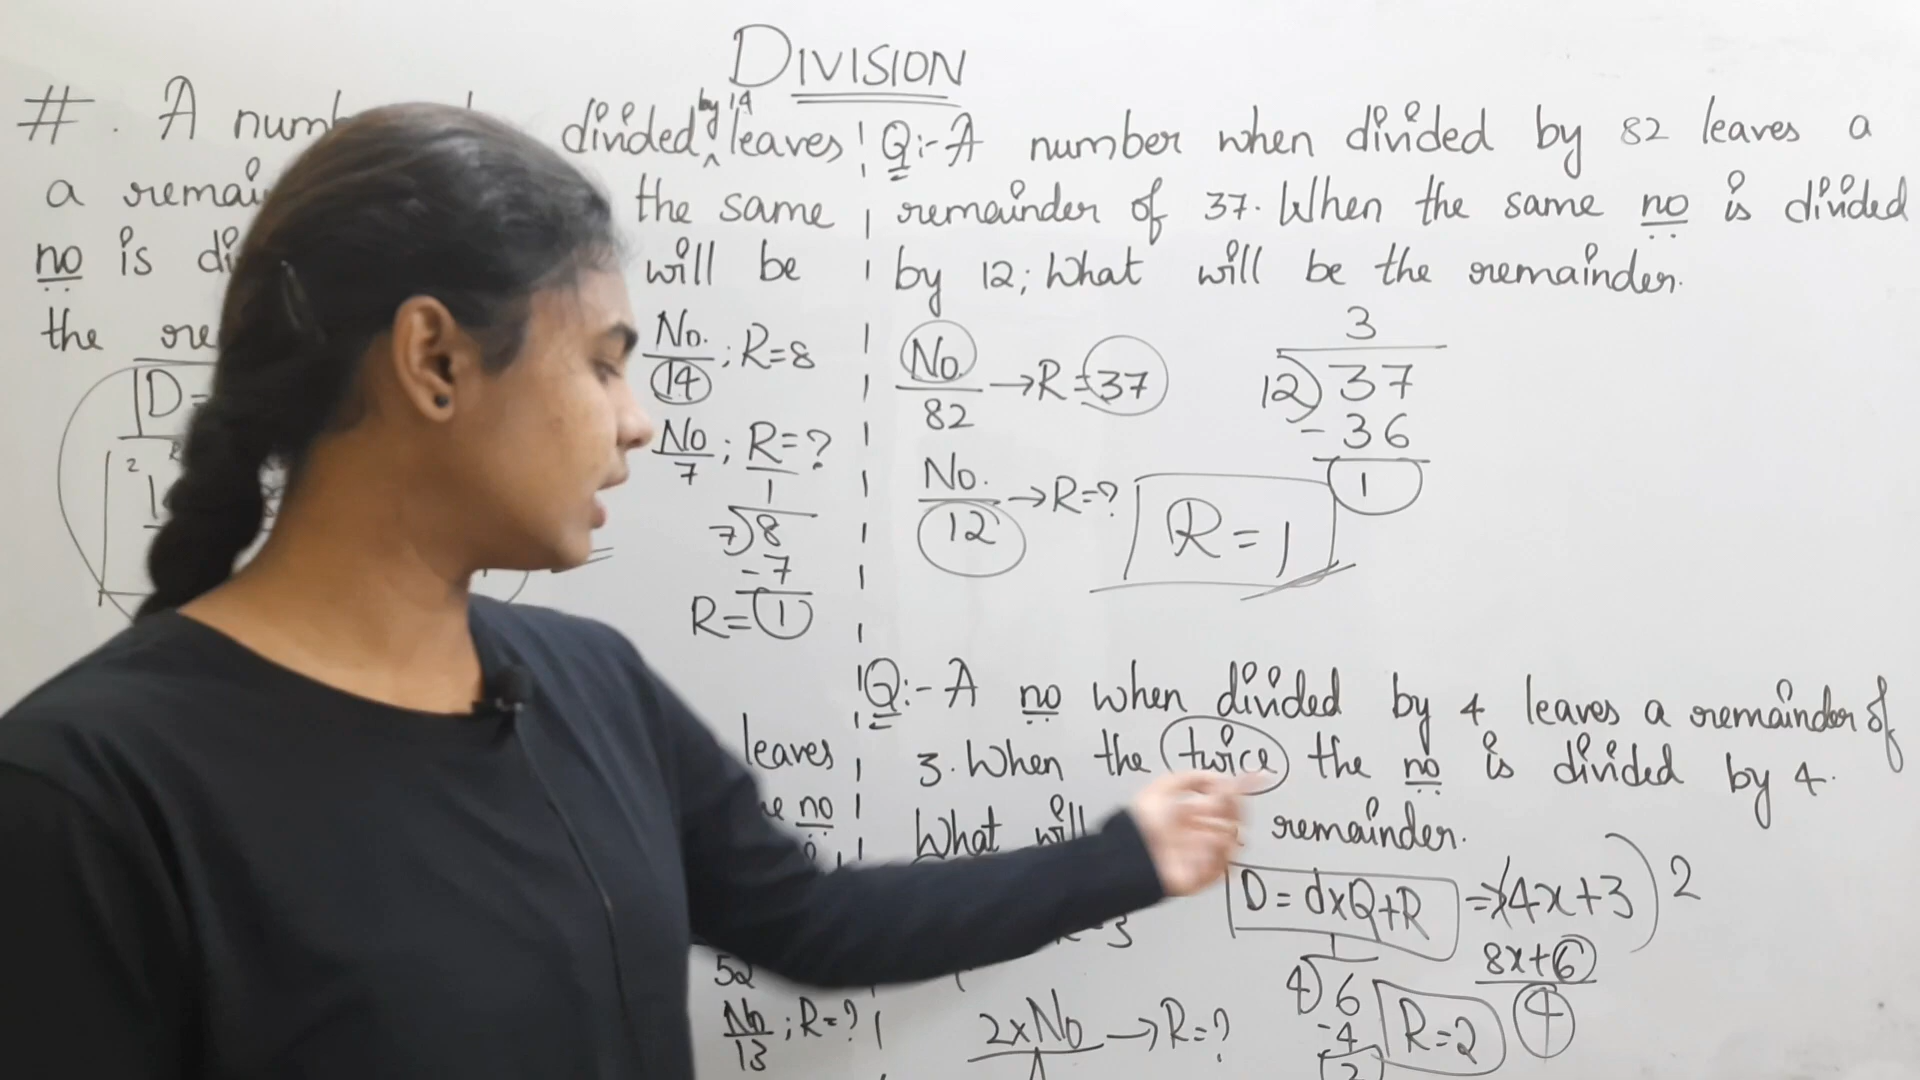 DIVISION
#. A divided by 14 leaves
a the same
no is will be
the
D=
2
No. ; R=8
14
No ; R=?
7
1
7)8
-7
R=1
leaves
no
52
No ; R=?
13
Q:- A number when divided by 82 leaves a
remainder of 37. When the same no is divided
by 12; What will be the remainder.
No → R=37
82
No. → R=?
12
3
12)37
-36
1
R=1
Q:- A no when divided by 4 leaves a remainder of
3. When the twice the no is divided by 4.
What will remainder.
D=dxQ+R =(4x+3)2
8x+6
4
1
4)6
-4
2
R=2
2xNo → R=?